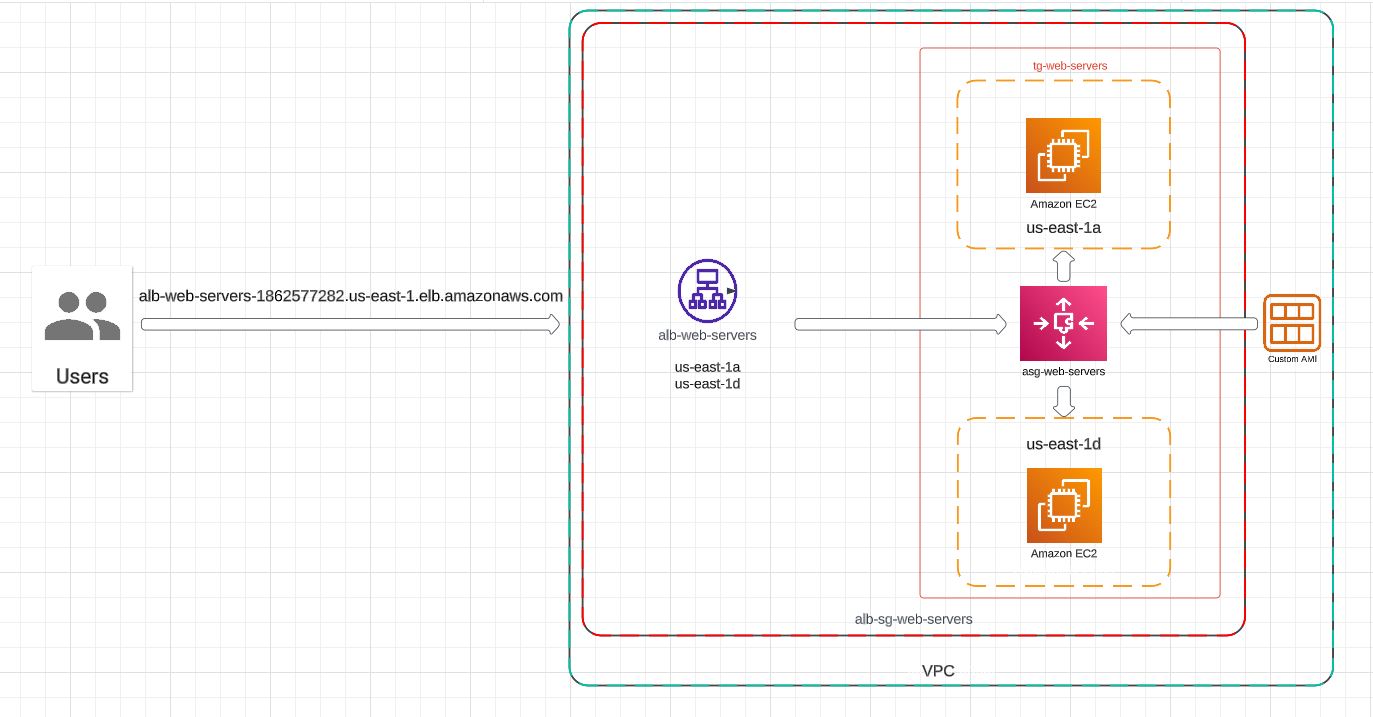 tg-web-servers
Amazon EC2
us-east-1a
alb-web-servers-1862577282.us-east-1.elb.amazonaws.com
Users
alb-web-servers
us-east-1a
us-east-1d
asg-web-servers
Custom AMI
us-east-1d
Amazon EC2
alb-sg-web-servers
VPC